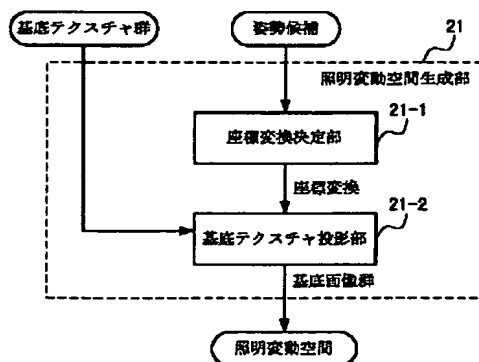 基底テクスチャ群
姿勢候補
21
照明変動空間生成部
21-1
座標変換決定部
座標変換
21-2
基底テクスチャ投影部
基底画像群
照明変動空間